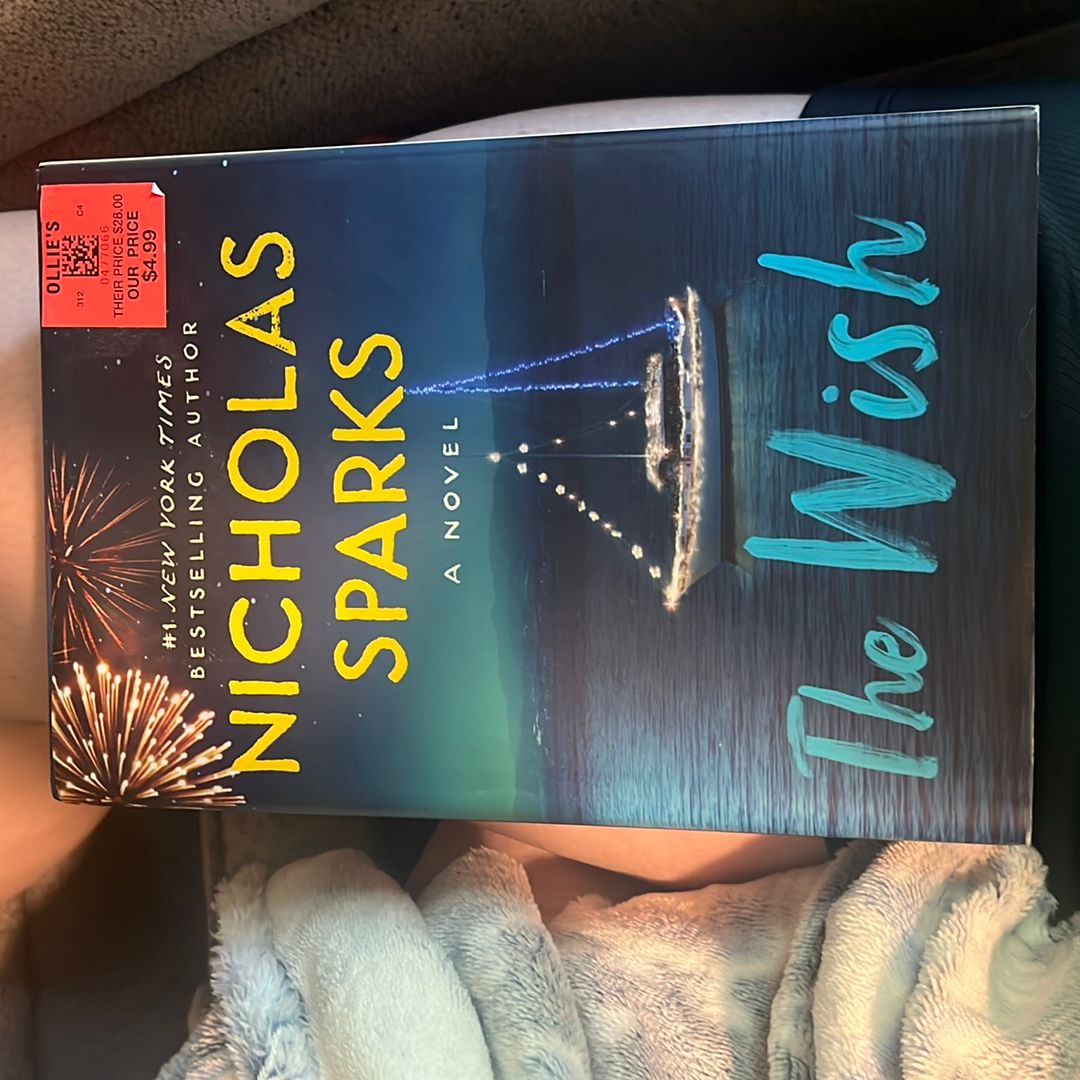 OLLIE'S
C4
312
0477066
THEIR PRICE $28.00
OUR PRICE
$4.99
#1 NEW YORK TIMES
BESTSELLING AUTHOR
NICHOLAS
SPARKS
A NOVEL
The Wish